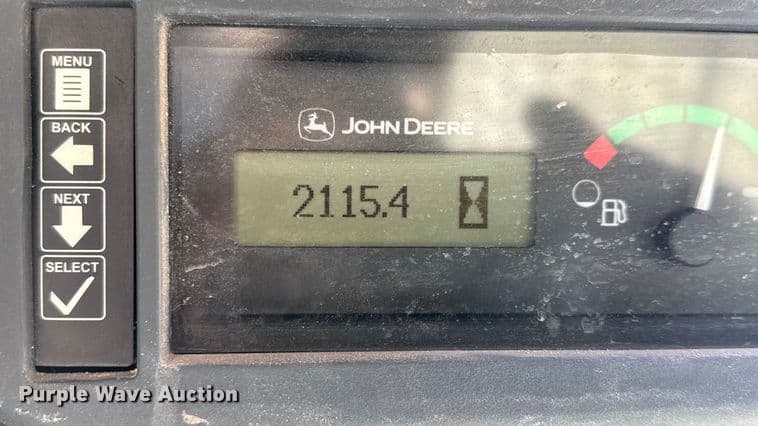 MENU
BACK
NEXT
SELECT
JOHN DEERE
2115.4
Purple Wave Auction